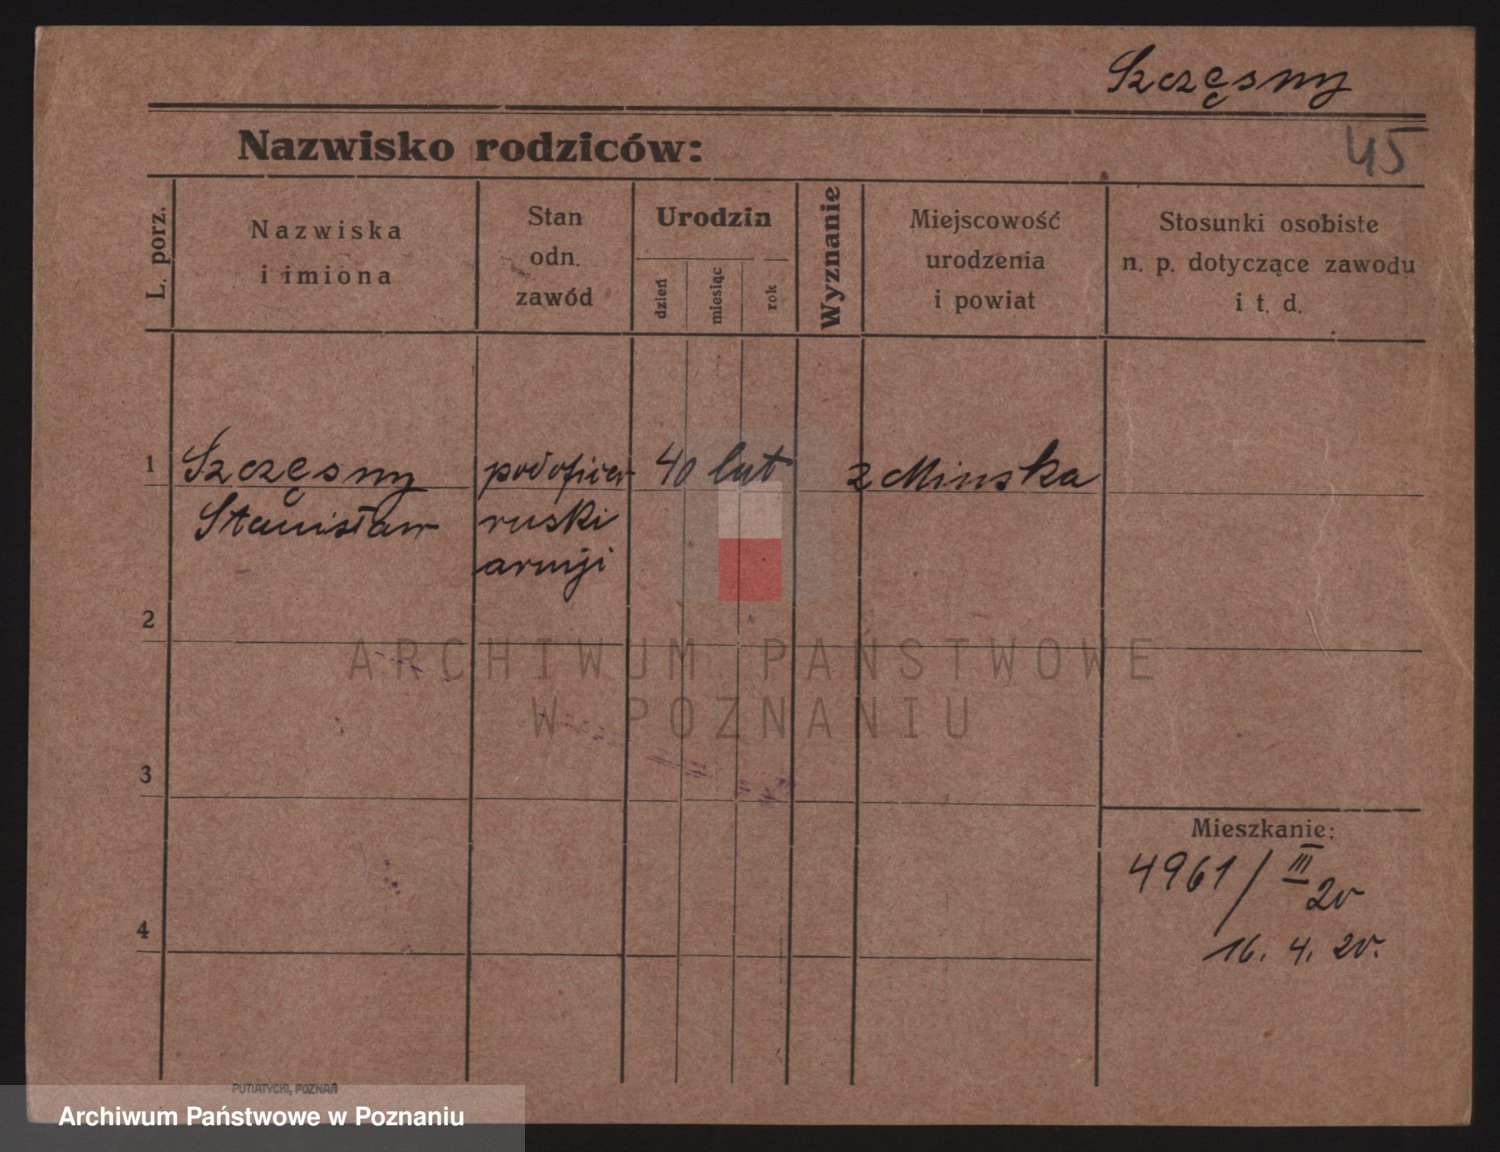 Szczęsny
45
Nazwisko rodziców:
L. porz.
Nazwiska
i imiona
Stan
odn.
zawód
Urodzin
dzień
miesiąc
rok
Wyznanie
Miejscowość
urodzenia
i powiat
Stosunki osobiste
n. p. dotyczące zawodu
i t. d.
1
Szczęsny podoficer 40 lat z Minska
Stanisław ruski
armji
2
ARCHIWUM PAŃSTWOWE
W POZNANIU
3
Mieszkanie:
4961/III 20
16. 4. 20.
4
PUTIATYCKI, POZNAŃ
Archiwum Państwowe w Poznaniu